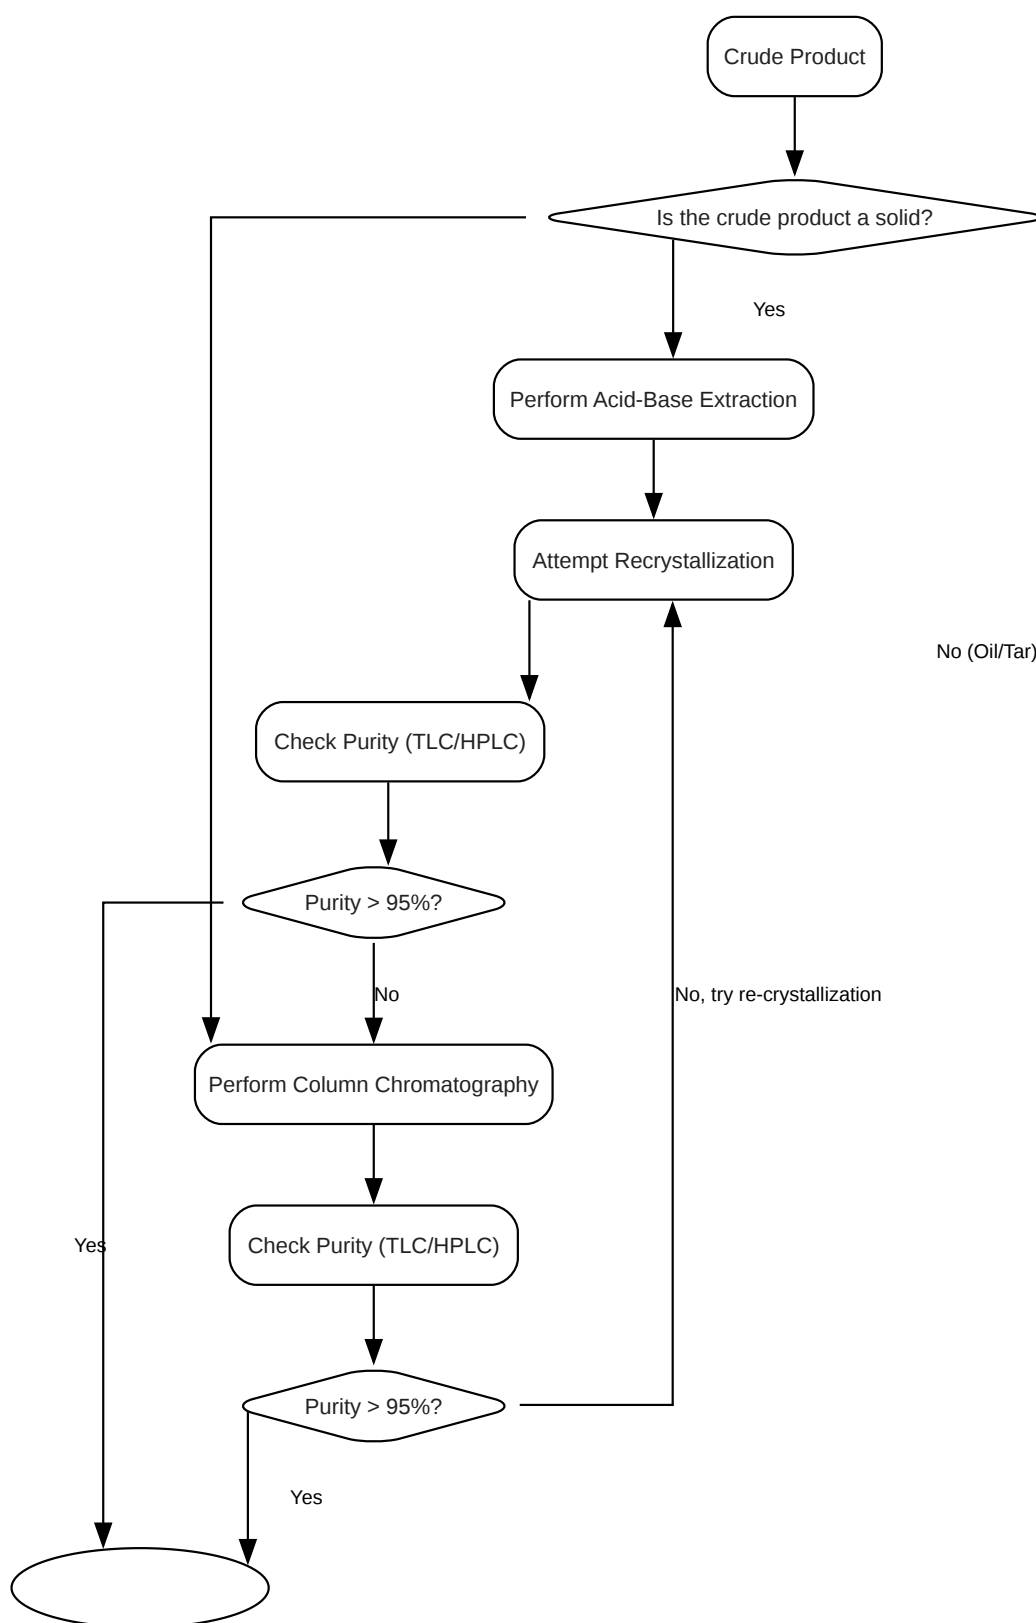 Crude Product
Is the crude product a solid?
Yes
Perform Acid-Base Extraction
Attempt Recrystallization
No (Oil/Tar)
Check Purity (TLC/HPLC)
Purity > 95%?
No
No, try re-crystallization
Perform Column Chromatography
Yes
Check Purity (TLC/HPLC)
Purity > 95%?
Yes